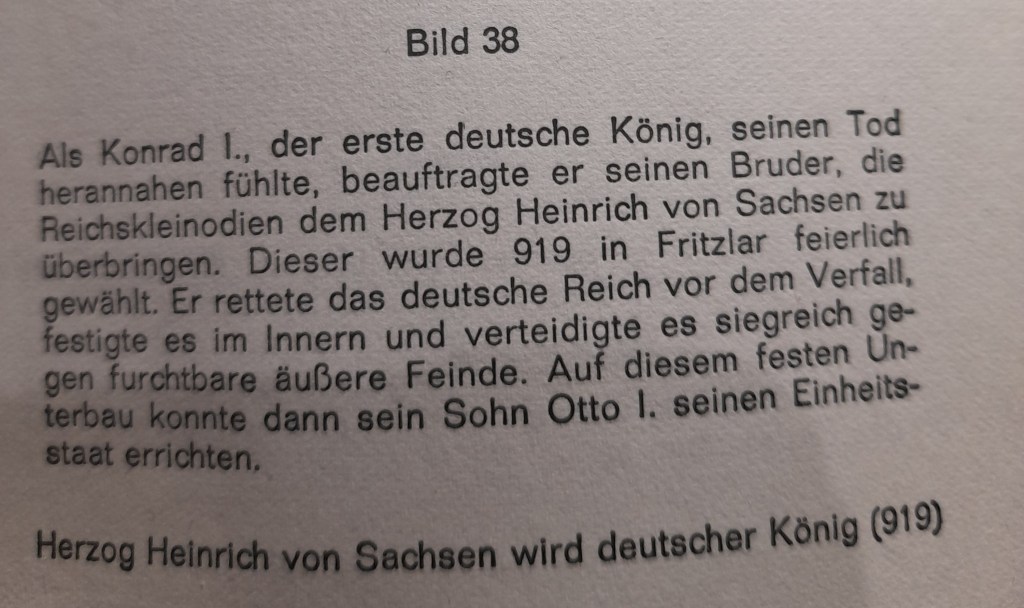 Bild 38
Als Konrad I., der erste deutsche König, seinen Tod
herannahen fühlte, beauftragte er seinen Bruder, die
Reichskleinodien dem Herzog Heinrich von Sachsen zu
überbringen. Dieser wurde 919 in Fritzlar feierlich
gewählt. Er rettete das deutsche Reich vor dem Verfall,
festigte es im Innern und verteidigte es siegreich ge-
gen furchtbare äußere Feinde. Auf diesem festen Un-
terbau konnte dann sein Sohn Otto I. seinen Einheits-
staat errichten.
Herzog Heinrich von Sachsen wird deutscher König (919)